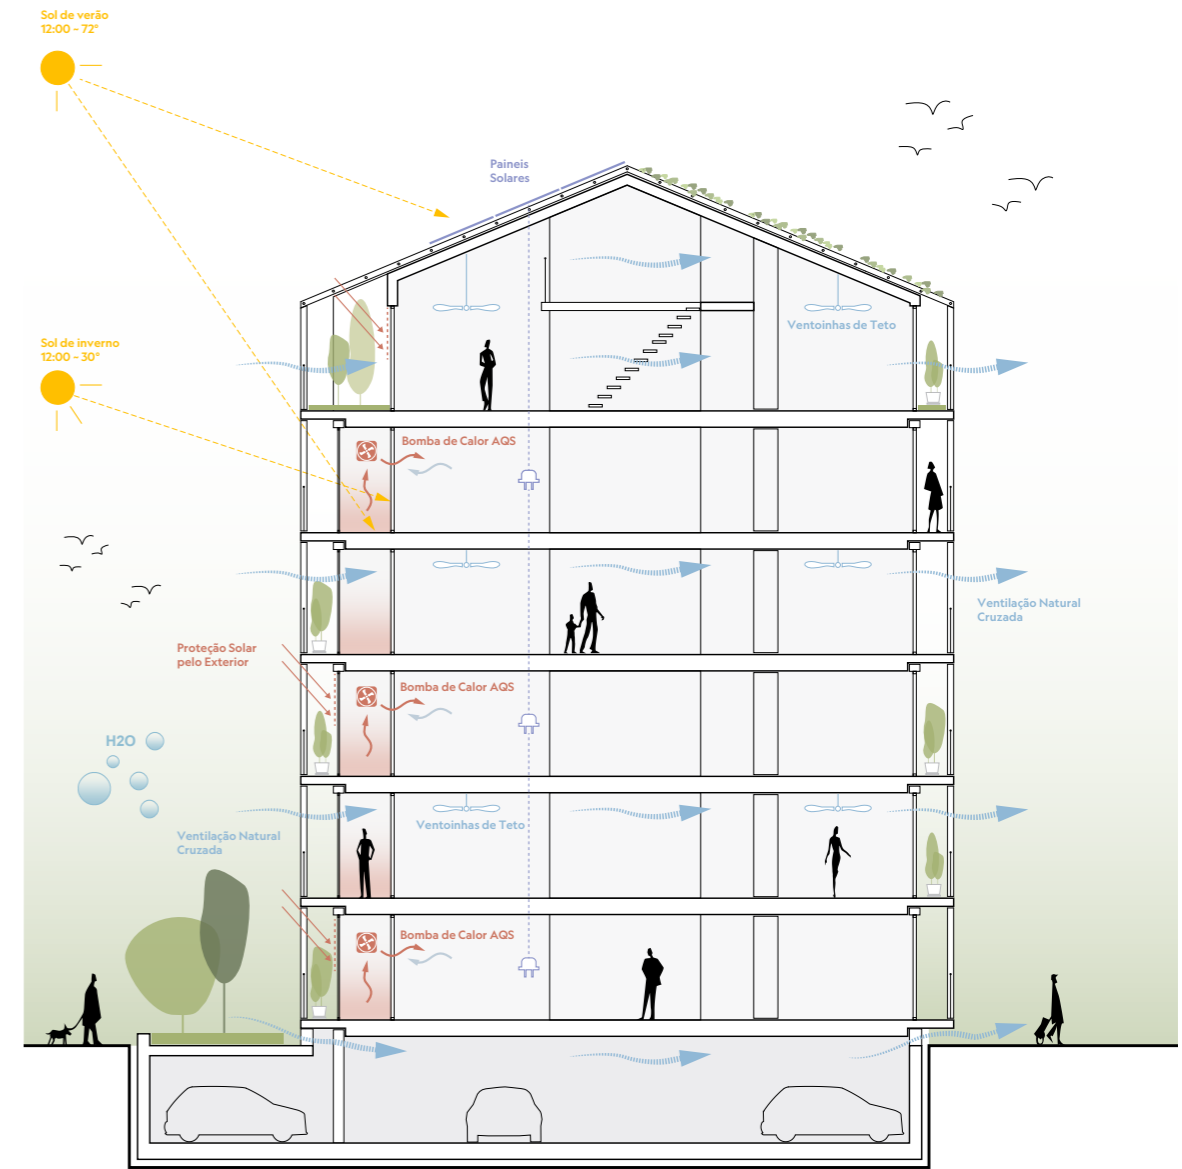 Sol de verão
12:00 – 72°
Paineis
Solares
Ventoinhas de Teto
Sol de inverno
12:00 – 30°
Bomba de Calor AQS
Ventilação Natural
Cruzada
Proteção Solar
pelo Exterior
Bomba de Calor AQS
H2O
Ventoinhas de Teto
Ventilação Natural
Cruzada
Bomba de Calor AQS